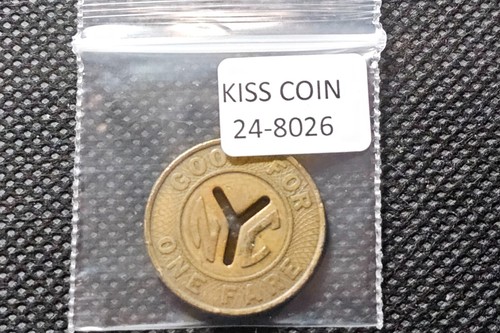 KISS COIN
24-8026
GOOD FOR
NYC
ONE FARE